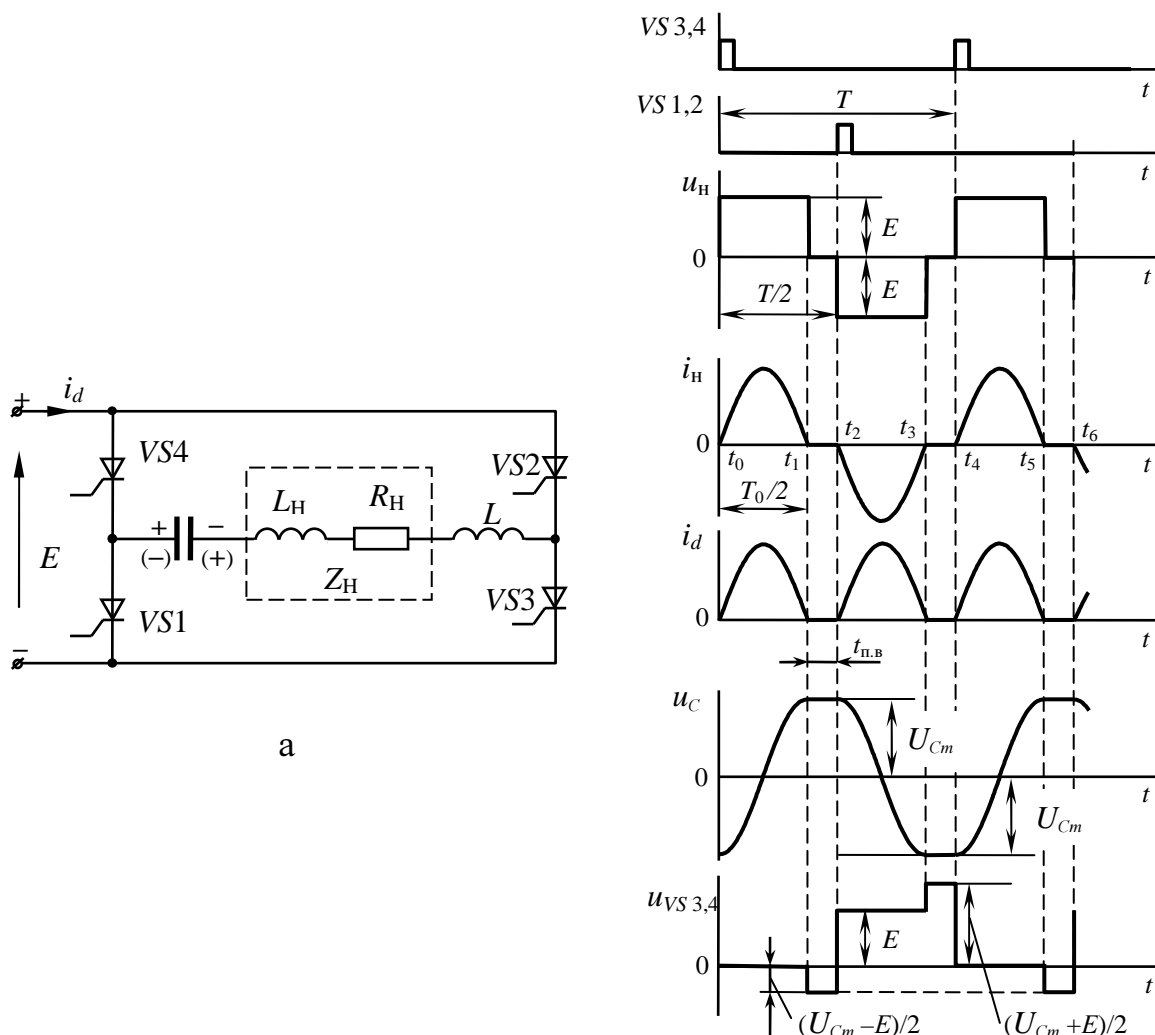 +
i_d
VS4
VS2
L_Н
R_Н
L
+
−
(−)
(+)
E
Z_Н
VS1
VS3
−
а
VS 3,4
t
VS 1,2
T
t
u_Н
E
0
t
T/2
E
i_Н
t_2
t_3
t_6
0
t_0
t_1
t_4
t_5
t
T_0/2
i_d
0
t
t_п.в
u_C
U_Cm
0
t
U_Cm
u_VS 3,4
E
0
t
(U_Cm −E)/2
(U_Cm +E)/2